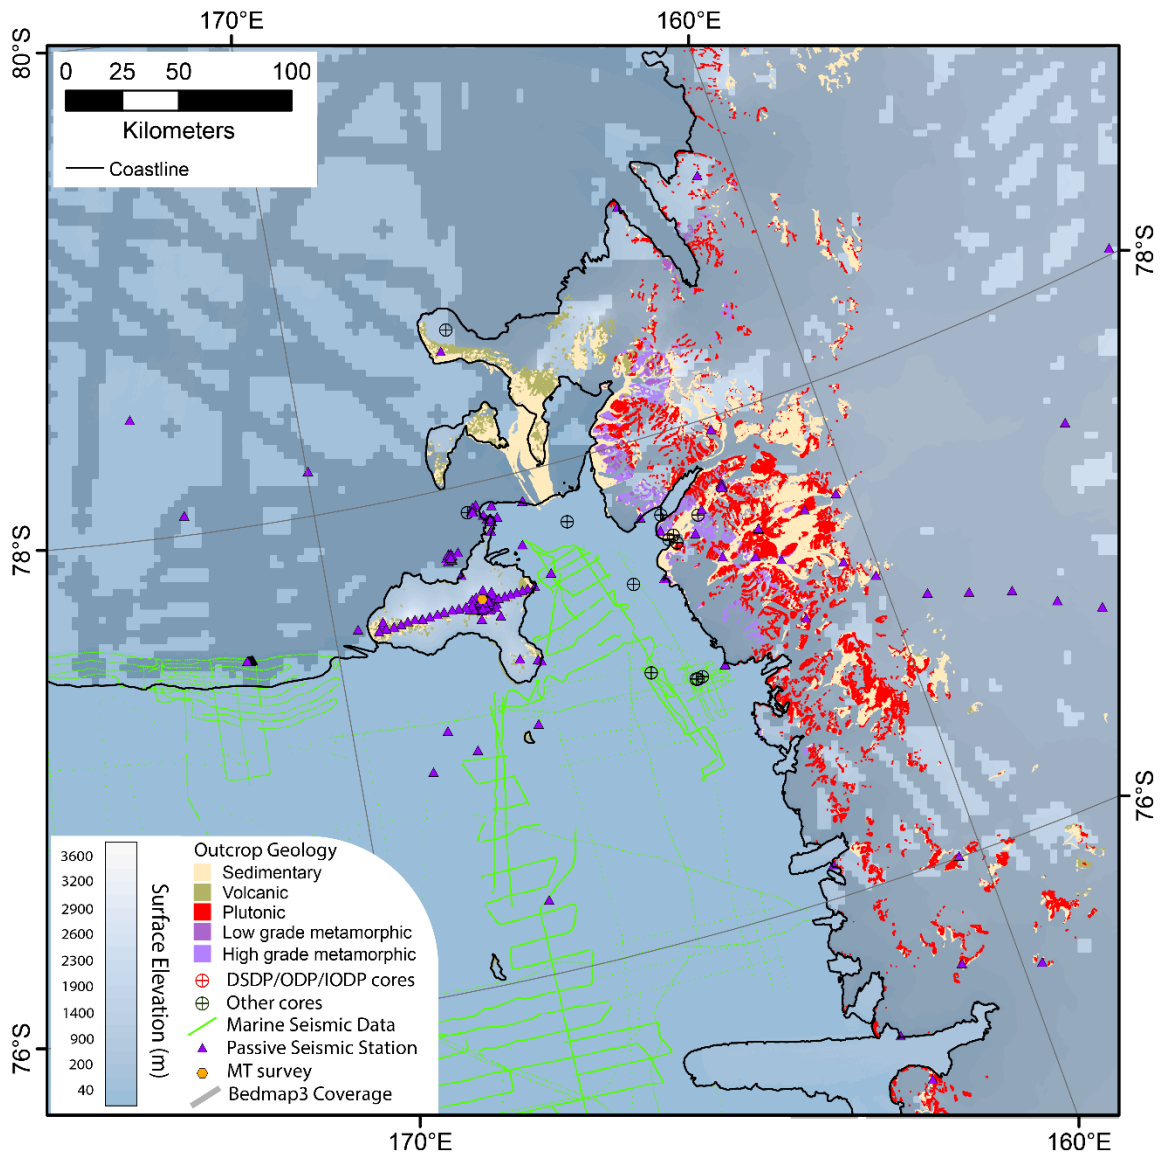 170°E
160°E
80°S
0 25 50 100
Kilometers
Coastline
78°S
78°S
76°S
76°S
3600
3200
2900
2600
2300
1900
1400
900
200
40
Surface Elevation (m)
Outcrop Geology
Sedimentary
Volcanic
Plutonic
Low grade metamorphic
High grade metamorphic
DSDP/ODP/IODP cores
Other cores
Marine Seismic Data
Passive Seismic Station
MT survey
Bedmap3 Coverage
170°E
160°E